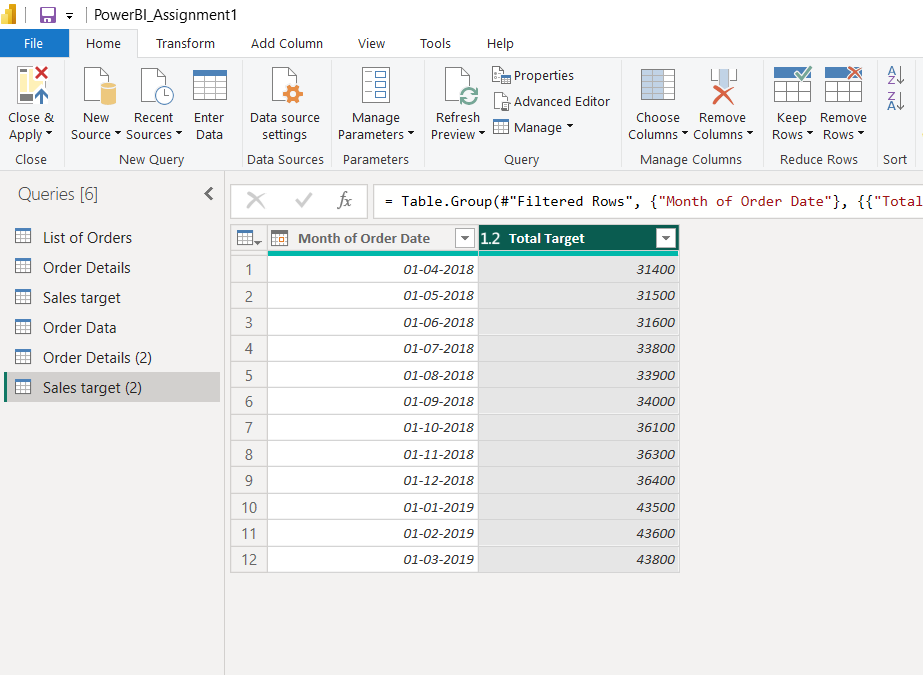 PowerBI_Assignment1
File Home Transform Add Column View Tools Help
Close & Apply
New Source
Recent Sources
Enter Data
Data source settings
Manage Parameters
Refresh Preview
Properties
Advanced Editor
Manage
Choose Columns
Remove Columns
Keep Rows
Remove Rows
A Z
Z A
Close New Query Data Sources Parameters Query Manage Columns Reduce Rows Sort
Queries [6]
List of Orders
Order Details
Sales target
Order Data
Order Details (2)
Sales target (2)
fx = Table.Group(#"Filtered Rows", {"Month of Order Date"}, {{"Total
Month of Order Date 1.2 Total Target
1 01-04-2018 31400
2 01-05-2018 31500
3 01-06-2018 31600
4 01-07-2018 33800
5 01-08-2018 33900
6 01-09-2018 34000
7 01-10-2018 36100
8 01-11-2018 36300
9 01-12-2018 36400
10 01-01-2019 43500
11 01-02-2019 43600
12 01-03-2019 43800